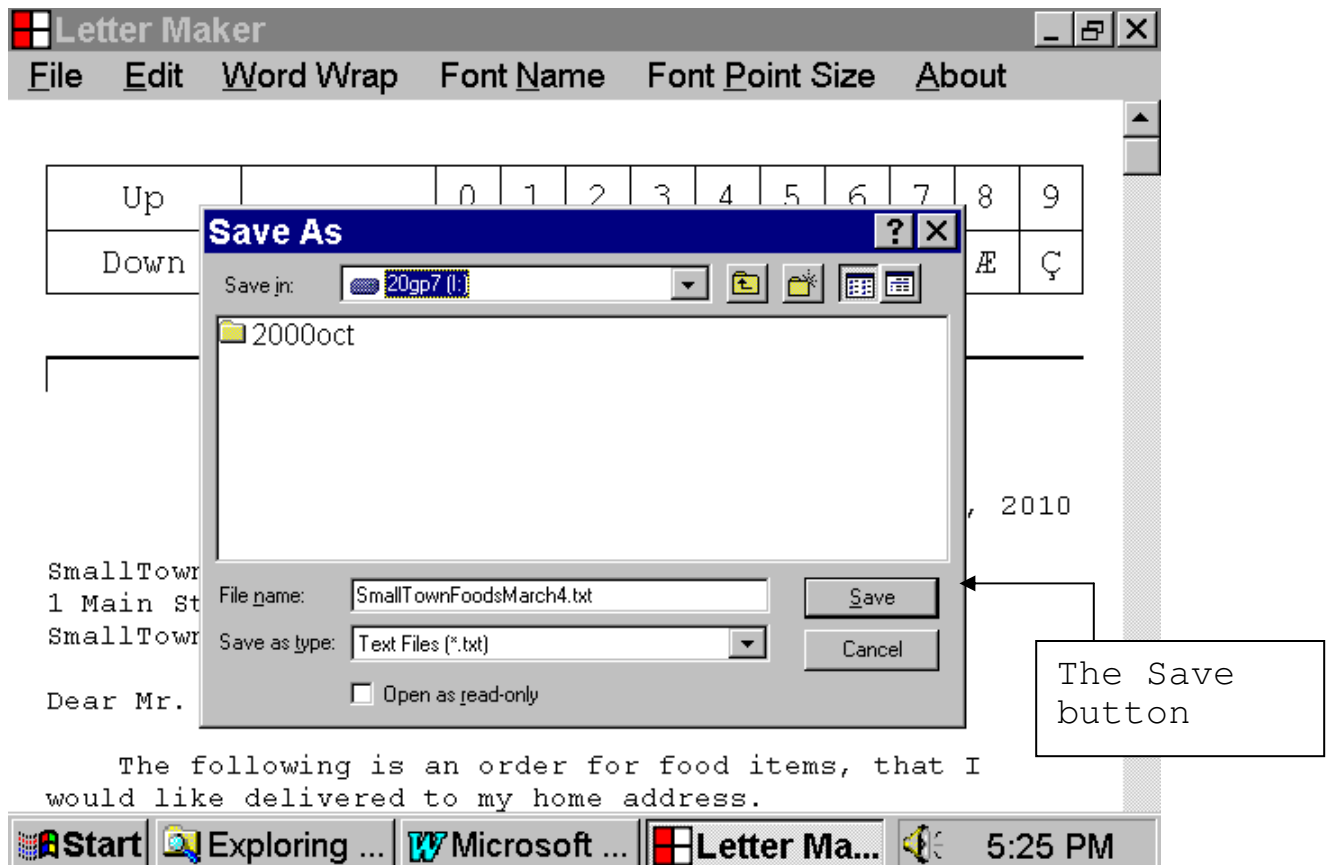 Letter Maker
File Edit Word Wrap Font Name Font Point Size About
Up 0 1 2 3 4 5 6 7 8 9
Down Æ Ç
Save As
Save in: 20gp7 (I:)
2000oct
, 2010
SmallTown
1 Main St
SmallTown
File name: SmallTownFoodsMarch4.txt Save
Save as type: Text Files (*.txt) Cancel
Open as read-only
Dear Mr.
The Save
button
The following is an order for food items, that I
would like delivered to my home address.
Start Exploring ... Microsoft ... Letter Ma... 5:25 PM